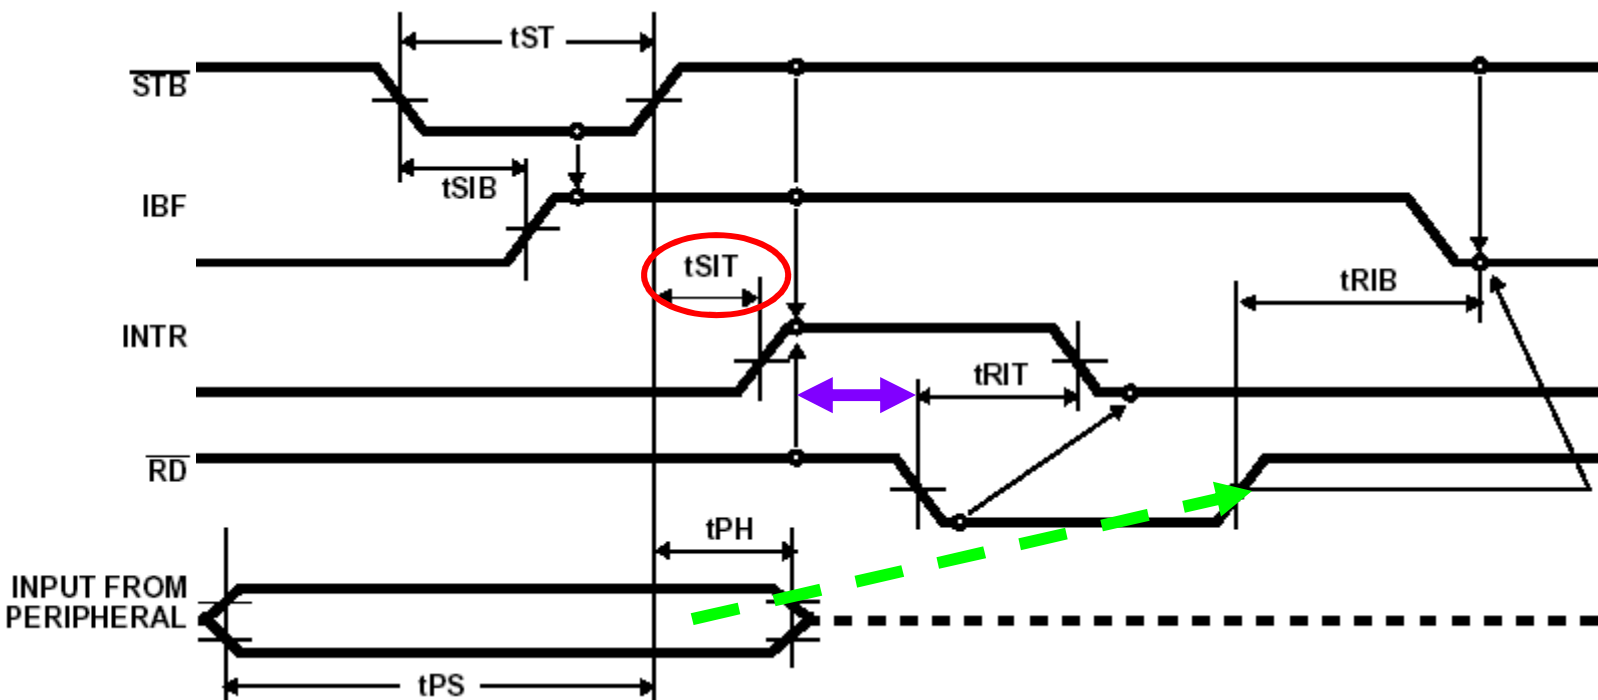 tST
STB
tSIB
IBF
tSIT
tRIB
INTR
tRIT
RD
tPH
INPUT FROM
PERIPHERAL
tPS